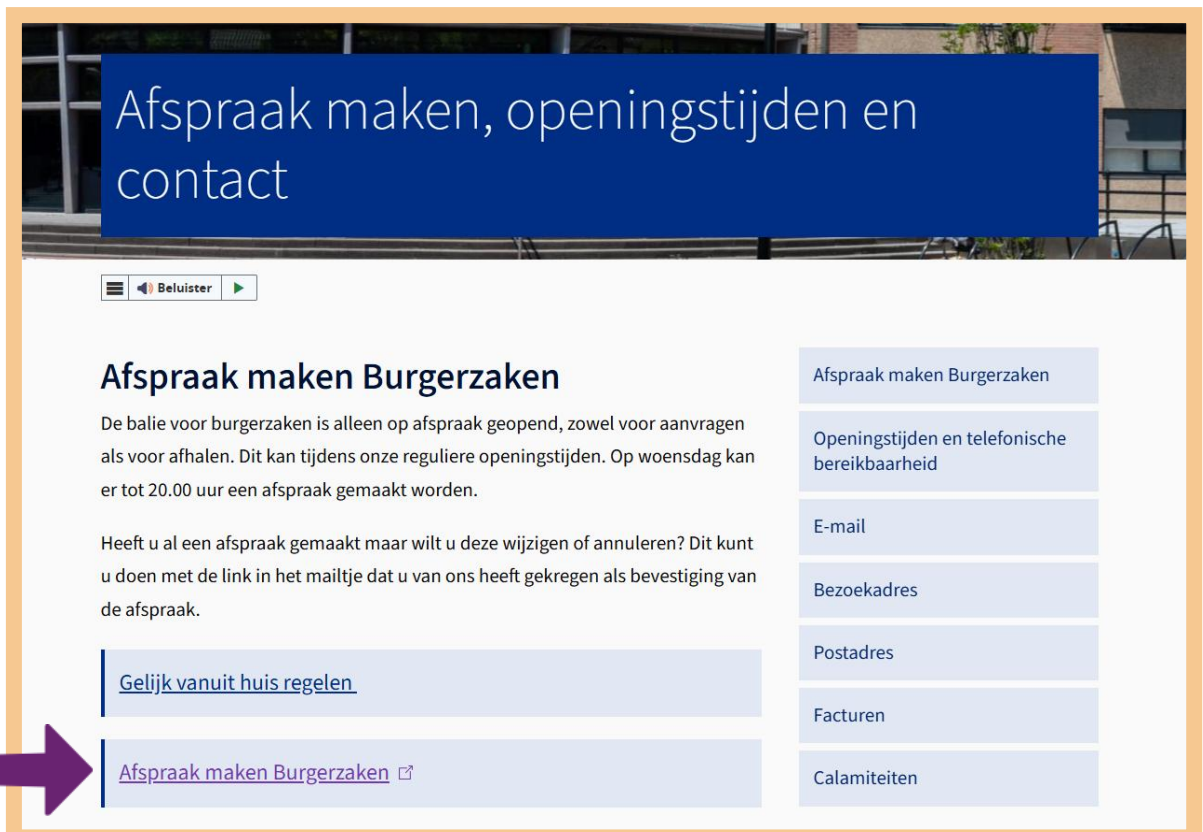 Afspraak maken, openingstijden en
contact
Beluister
Afspraak maken Burgerzaken
De balie voor burgerzaken is alleen op afspraak geopend, zowel voor aanvragen
als voor afhalen. Dit kan tijdens onze reguliere openingstijden. Op woensdag kan
er tot 20.00 uur een afspraak gemaakt worden.
Heeft u al een afspraak gemaakt maar wilt u deze wijzigen of annuleren? Dit kunt
u doen met de link in het mailtje dat u van ons heeft gekregen als bevestiging van
de afspraak.
Gelijk vanuit huis regelen
Afspraak maken Burgerzaken
Afspraak maken Burgerzaken
Openingstijden en telefonische
bereikbaarheid
E-mail
Bezoekadres
Postadres
Facturen
Calamiteiten